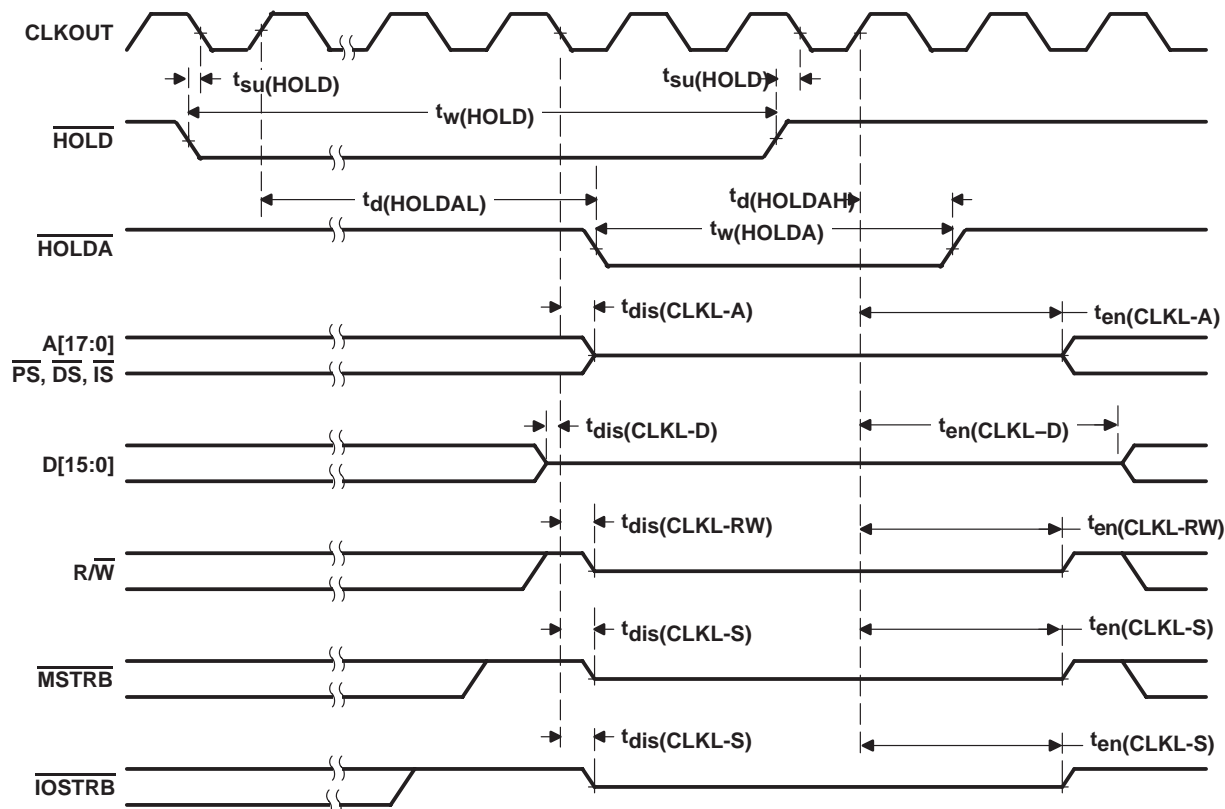 CLKOUT
tsu(HOLD)
tsu(HOLD)
tw(HOLD)
HOLD
td(HOLDAL)
td(HOLDAH)
tw(HOLDA)
HOLDA
tdis(CLKL-A)
ten(CLKL-A)
A[17:0]
PS, DS, IS
tdis(CLKL-D)
ten(CLKL–D)
D[15:0]
tdis(CLKL-RW)
ten(CLKL-RW)
R/W
tdis(CLKL-S)
ten(CLKL-S)
MSTRB
tdis(CLKL-S)
ten(CLKL-S)
IOSTRB